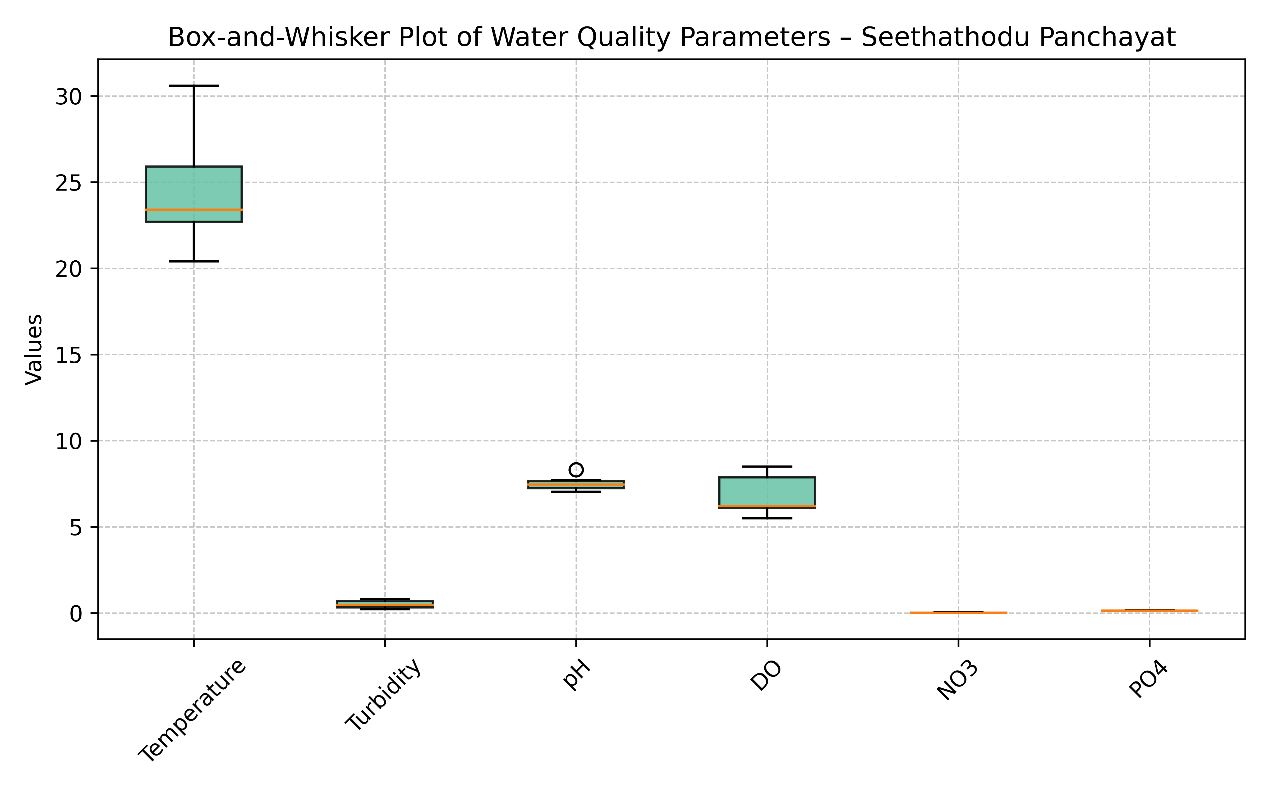 Box-and-Whisker Plot of Water Quality Parameters – Seethathodu Panchayat
30
25
20
15
10
5
0
Values
Temperature
Turbidity
pH
DO
NO3
PO4